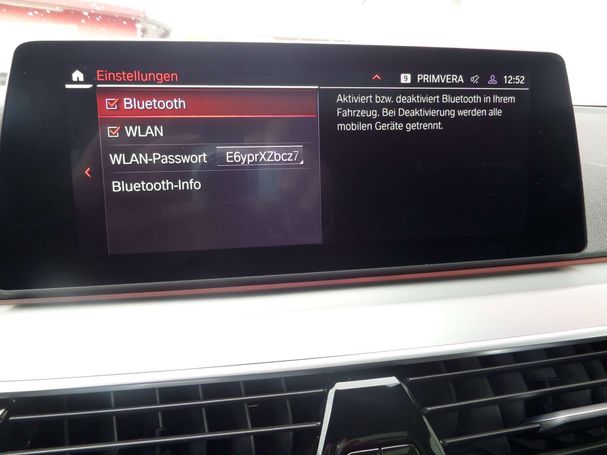 Einstellungen
9 PRIMVERA 12:52
Bluetooth
WLAN
WLAN-Passwort E6yprXZbcz7
Bluetooth-Info
Aktiviert bzw. deaktiviert Bluetooth in Ihrem
Fahrzeug. Bei Deaktivierung werden alle
mobilen Geräte getrennt.